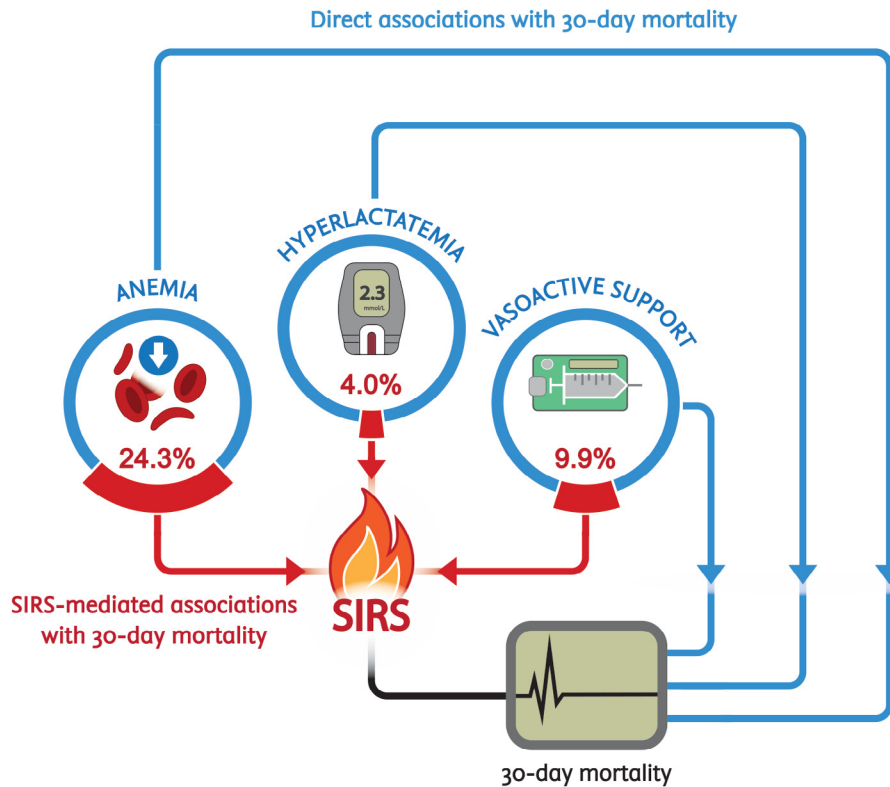 Direct associations with 30-day mortality
HYPERLACTATEMIA
ANEMIA
VASOACTIVE SUPPORT
2.3
mmol/L
4.0%
24.3%
9.9%
SIRS
SIRS-mediated associations
with 30-day mortality
30-day mortality